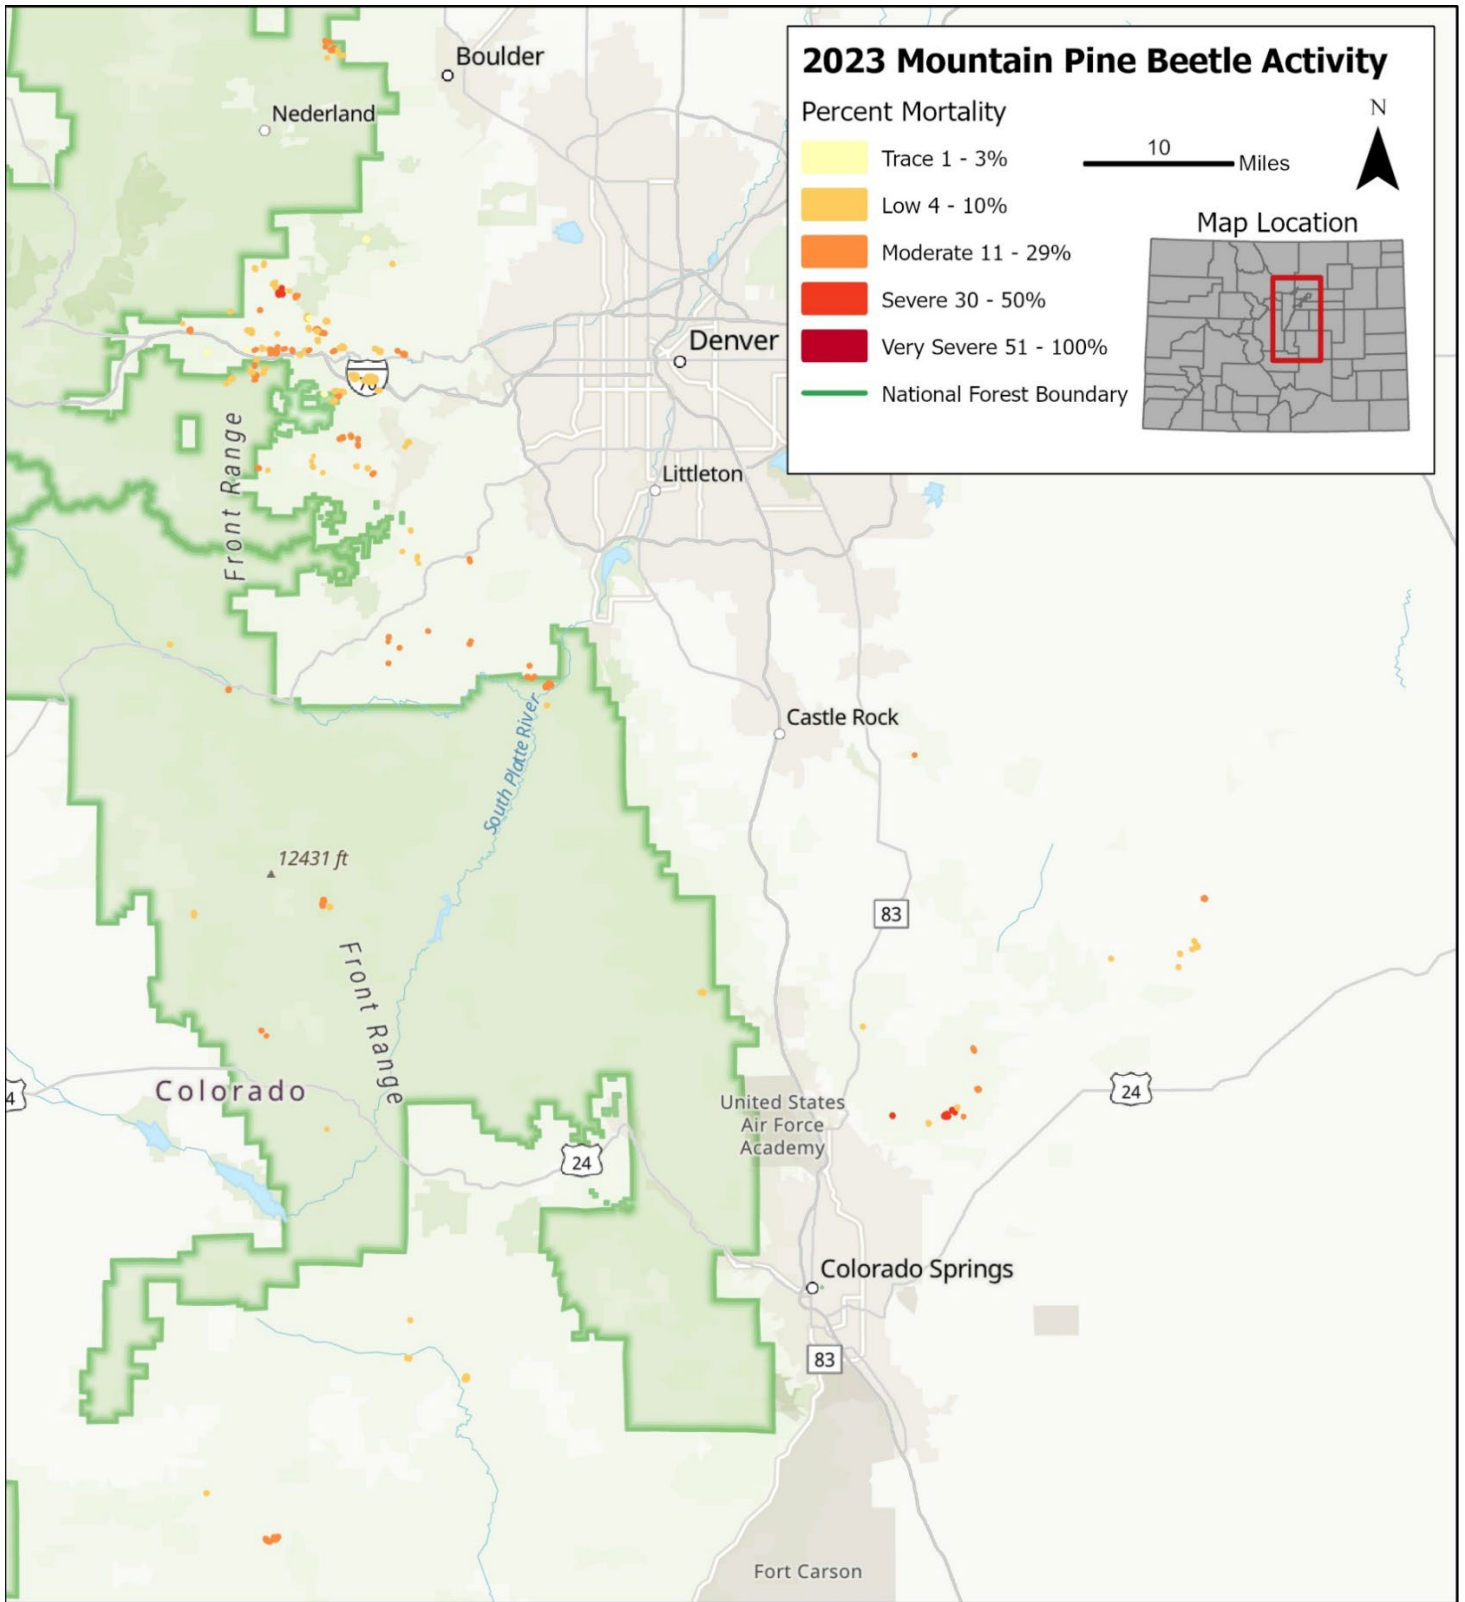 2023 Mountain Pine Beetle Activity
Percent Mortality
Trace 1 - 3%
Low 4 - 10%
Moderate 11 - 29%
Severe 30 - 50%
Very Severe 51 - 100%
National Forest Boundary
10
Miles
N
Map Location
Boulder
Nederland
Denver
70
Front Range
Littleton
Castle Rock
South Platte River
12431 ft
83
Front Range
Colorado
4
24
United States
Air Force
Academy
24
Colorado Springs
83
Fort Carson